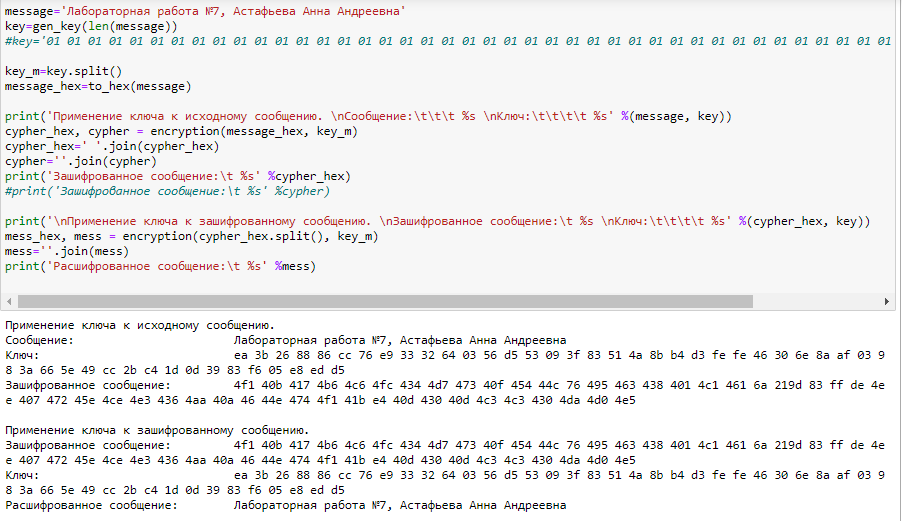 message='Лабораторная работа №7, Астафьева Анна Андреевна'
key=gen_key(len(message))
#key='01 01 01 01 01 01 01 01 01 01 01 01 01 01 01 01 01 01 01 01 01 01 01 01 01 01 01 01 01 01 01 01 01 01 01 01 01 01 01 01 01
key_m=key.split()
message_hex=to_hex(message)
print('Применение ключа к исходному сообщению. \nСообщение:\t\t\t %s \nКлюч:\t\t\t\t %s' %(message, key))
cypher_hex, cypher = encryption(message_hex, key_m)
cypher_hex=' '.join(cypher_hex)
cypher=''.join(cypher)
print('Зашифрованное сообщение:\t %s' %cypher_hex)
#print('Зашифрованное сообщение:\t %s' %cypher)
print('\nПрименение ключа к зашифрованному сообщению. \nЗашифрованное сообщение:\t %s \nКлюч:\t\t\t\t %s' %(cypher_hex, key))
mess_hex, mess = encryption(cypher_hex.split(), key_m)
mess=''.join(mess)
print('Расшифрованное сообщение:\t %s' %mess)
Применение ключа к исходному сообщению.
Сообщение: Лабораторная работа №7, Астафьева Анна Андреевна
Ключ: ea 3b 26 88 86 cc 76 e9 33 32 64 03 56 d5 53 09 3f 83 51 4a 8b b4 d3 fe fe 46 30 6e 8a af 03 9
8 3a 66 5e 49 cc 2b c4 1d 0d 39 83 f6 05 e8 ed d5
Зашифрованное сообщение: 4f1 40b 417 4b6 4c6 4fc 434 4d7 473 40f 454 44c 76 495 463 438 401 4c1 461 6a 219d 83 ff de 4e
e 407 472 45e 4ce 4e3 436 4aa 40a 46 44e 474 4f1 41b e4 40d 430 40d 4c3 4c3 430 4da 4d0 4e5
Применение ключа к зашифрованному сообщению.
Зашифрованное сообщение: 4f1 40b 417 4b6 4c6 4fc 434 4d7 473 40f 454 44c 76 495 463 438 401 4c1 461 6a 219d 83 ff de 4e
e 407 472 45e 4ce 4e3 436 4aa 40a 46 44e 474 4f1 41b e4 40d 430 40d 4c3 4c3 430 4da 4d0 4e5
Ключ: ea 3b 26 88 86 cc 76 e9 33 32 64 03 56 d5 53 09 3f 83 51 4a 8b b4 d3 fe fe 46 30 6e 8a af 03 9
8 3a 66 5e 49 cc 2b c4 1d 0d 39 83 f6 05 e8 ed d5
Расшифрованное сообщение: Лабораторная работа №7, Астафьева Анна Андреевна